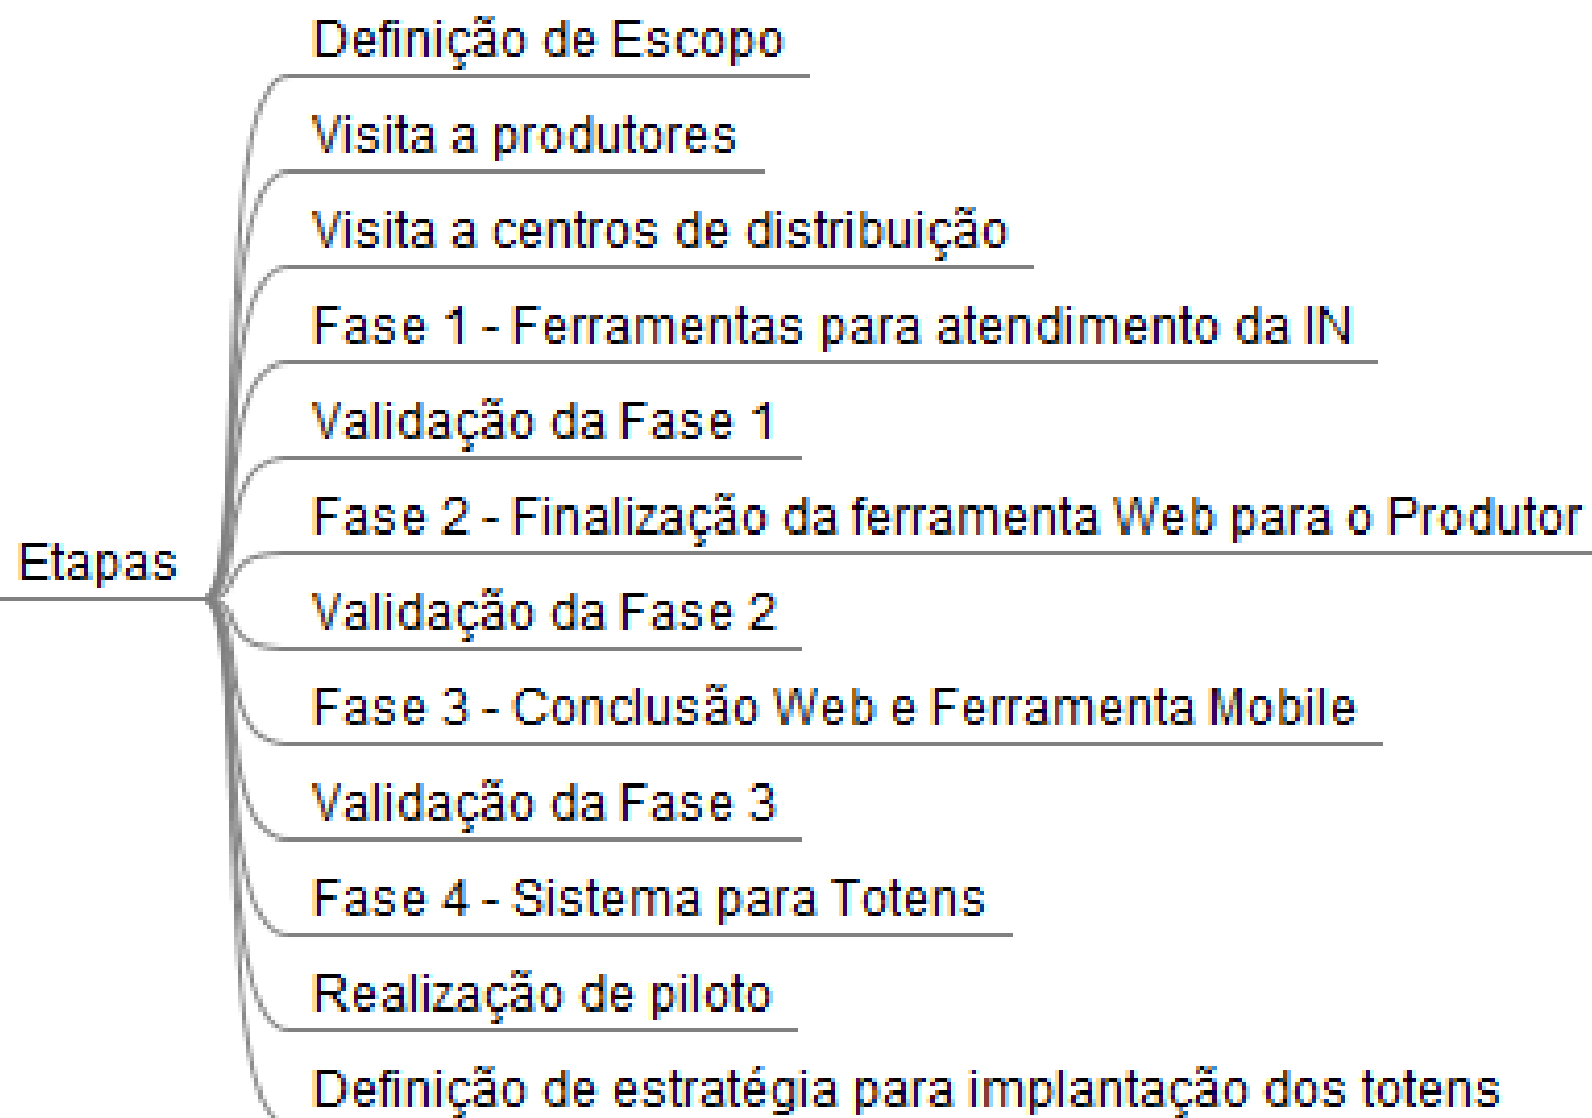 Definição de Escopo
Visita a produtores
Visita a centros de distribuição
Fase 1 - Ferramentas para atendimento da IN
Validação da Fase 1
Fase 2 - Finalização da ferramenta Web para o Produtor
Etapas
Validação da Fase 2
Fase 3 - Conclusão Web e Ferramenta Mobile
Validação da Fase 3
Fase 4 - Sistema para Totens
Realização de piloto
Definição de estratégia para implantação dos totens